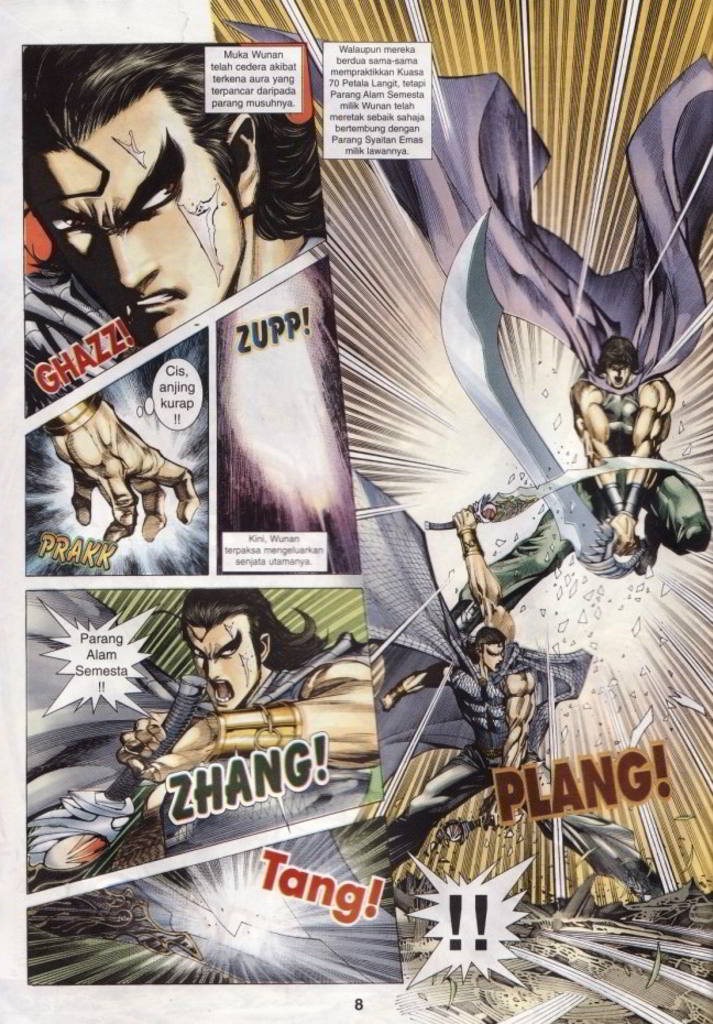 Muka Wunan
telah cedera akibat
terkena aura yang
terpancar daripada
parang musuhnya.
Walaupun mereka
berdua sama-sama
mempraktikkan Kuasa
70 Petala Langit, tetapi
Parang Alam Semesta
milik Wunan telah
meretak sebaik sahaja
bertembung dengan
Parang Syaitan Emas
milik lawannya.
GHAZZ!
Cis,
anjing
kurap
!!
PRAKK
ZUPP!
Kini, Wunan
terpaksa mengeluarkan
senjata utamanya.
Parang
Alam
Semesta
!!
ZHANG!
PLANG!
Tang!
!!
8